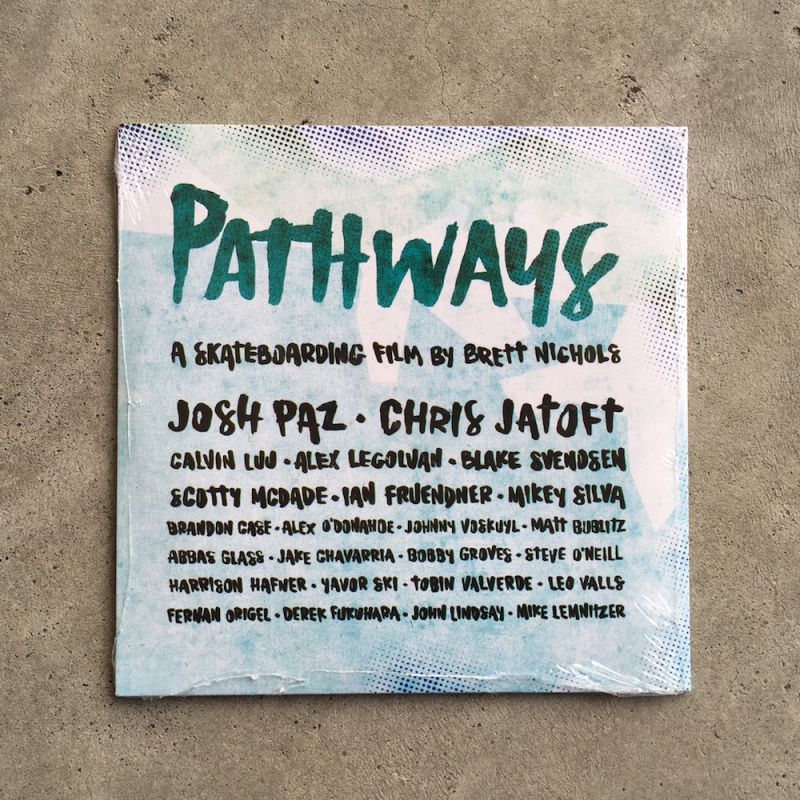 PATHWAYS
A SKATEBOARDING FILM BY BRETT NICHOLS
JOSH PAZ · CHRIS JATOFT
CALVIN LUU · ALEX LEGOLVAN · BLAKE SVENDSEN
SCOTTY MCDADE · IAN FRUENDNER · MIKEY SILVA
BRANDON CASE · ALEX O'DONAHOE · JOHNNY VOSKUYL · MATT BUBLITZ
ABBAS GLASS · JAKE CHAVARRIA · BOBBY GROVES · STEVE O'NEILL
HARRISON HAFNER · YAVOR SKI · TOBIN VALVERDE · LEO VALLS
FERNAN ORIGEL · DEREK FUKUHARA · JOHN LINDSAY · MIKE LEMNITZER